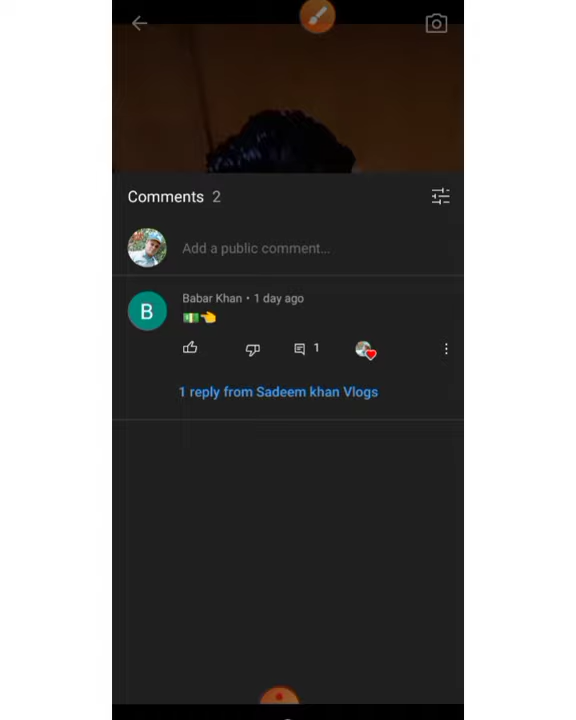 Comments 2
Add a public comment...
B
Babar Khan • 1 day ago
💵👈
1
1 reply from Sadeem khan Vlogs